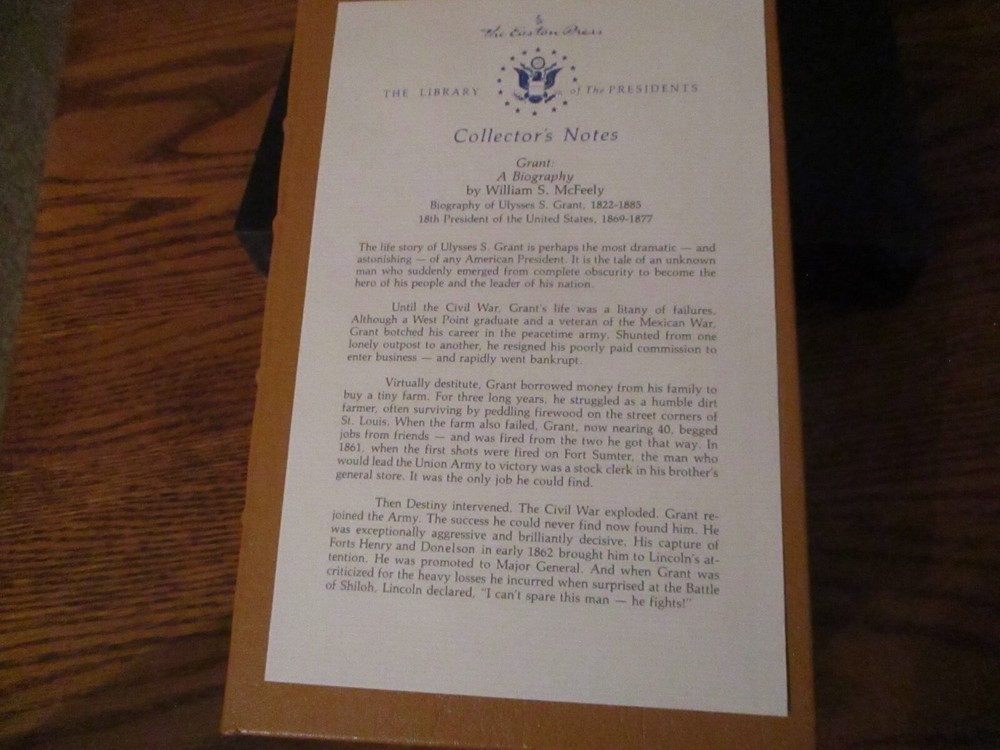 The Easton Press
THE LIBRARY of The PRESIDENTS
Collector's Notes
Grant:
A Biography
by William S. McFeely
Biography of Ulysses S. Grant, 1822-1885
18th President of the United States, 1869-1877
The life story of Ulysses S. Grant is perhaps the most dramatic — and
astonishing — of any American President. It is the tale of an unknown
man who suddenly emerged from complete obscurity to become the
hero of his people and the leader of his nation.
Until the Civil War, Grant's life was a litany of failures.
Although a West Point graduate and a veteran of the Mexican War,
Grant botched his career in the peacetime army. Shunted from one
lonely outpost to another, he resigned his poorly paid commission to
enter business — and rapidly went bankrupt.
Virtually destitute, Grant borrowed money from his family to
buy a tiny farm. For three long years, he struggled as a humble dirt
farmer, often surviving by peddling firewood on the street corners of
St. Louis. When the farm also failed, Grant, now nearing 40, begged
jobs from friends — and was fired from the two he got that way. In
1861, when the first shots were fired on Fort Sumter, the man who
would lead the Union Army to victory was a stock clerk in his brother's
general store. It was the only job he could find.
Then Destiny intervened. The Civil War exploded. Grant re-
joined the Army. The success he could never find now found him. He
was exceptionally aggressive and brilliantly decisive. His capture of
Forts Henry and Donelson in early 1862 brought him to Lincoln's at-
tention. He was promoted to Major General. And when Grant was
criticized for the heavy losses he incurred when surprised at the Battle
of Shiloh, Lincoln declared, "I can't spare this man — he fights!"